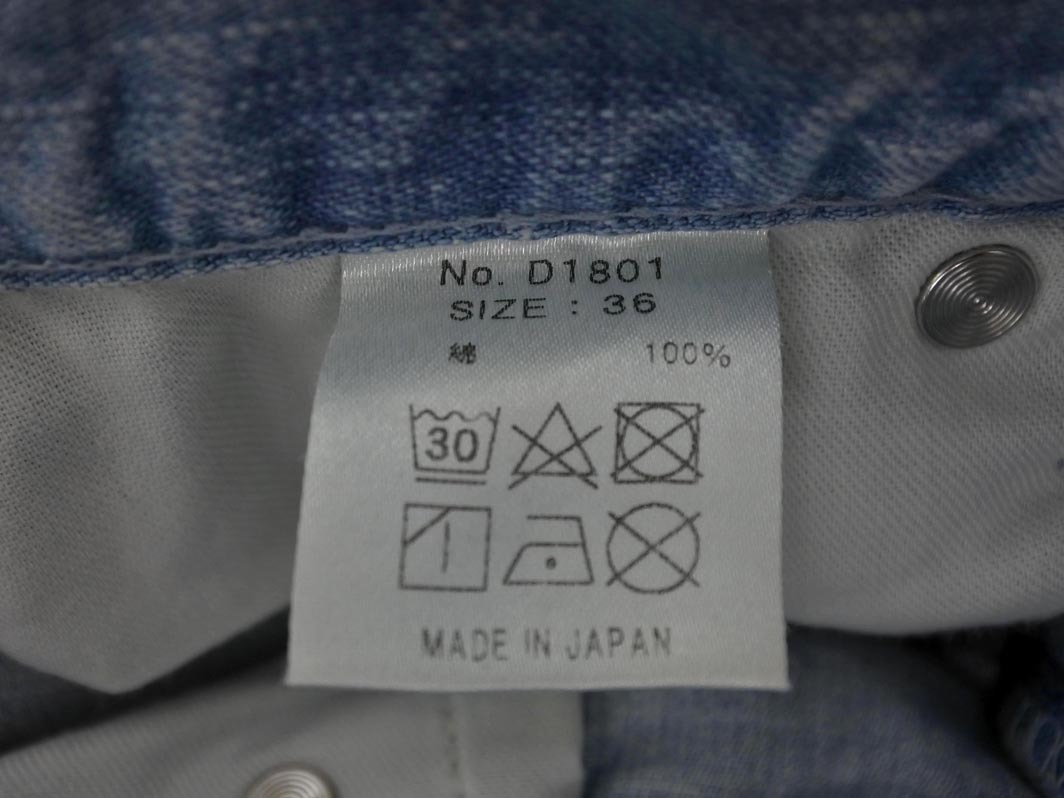 No. D1801
SIZE : 36
綿 100%
30
MADE IN JAPAN